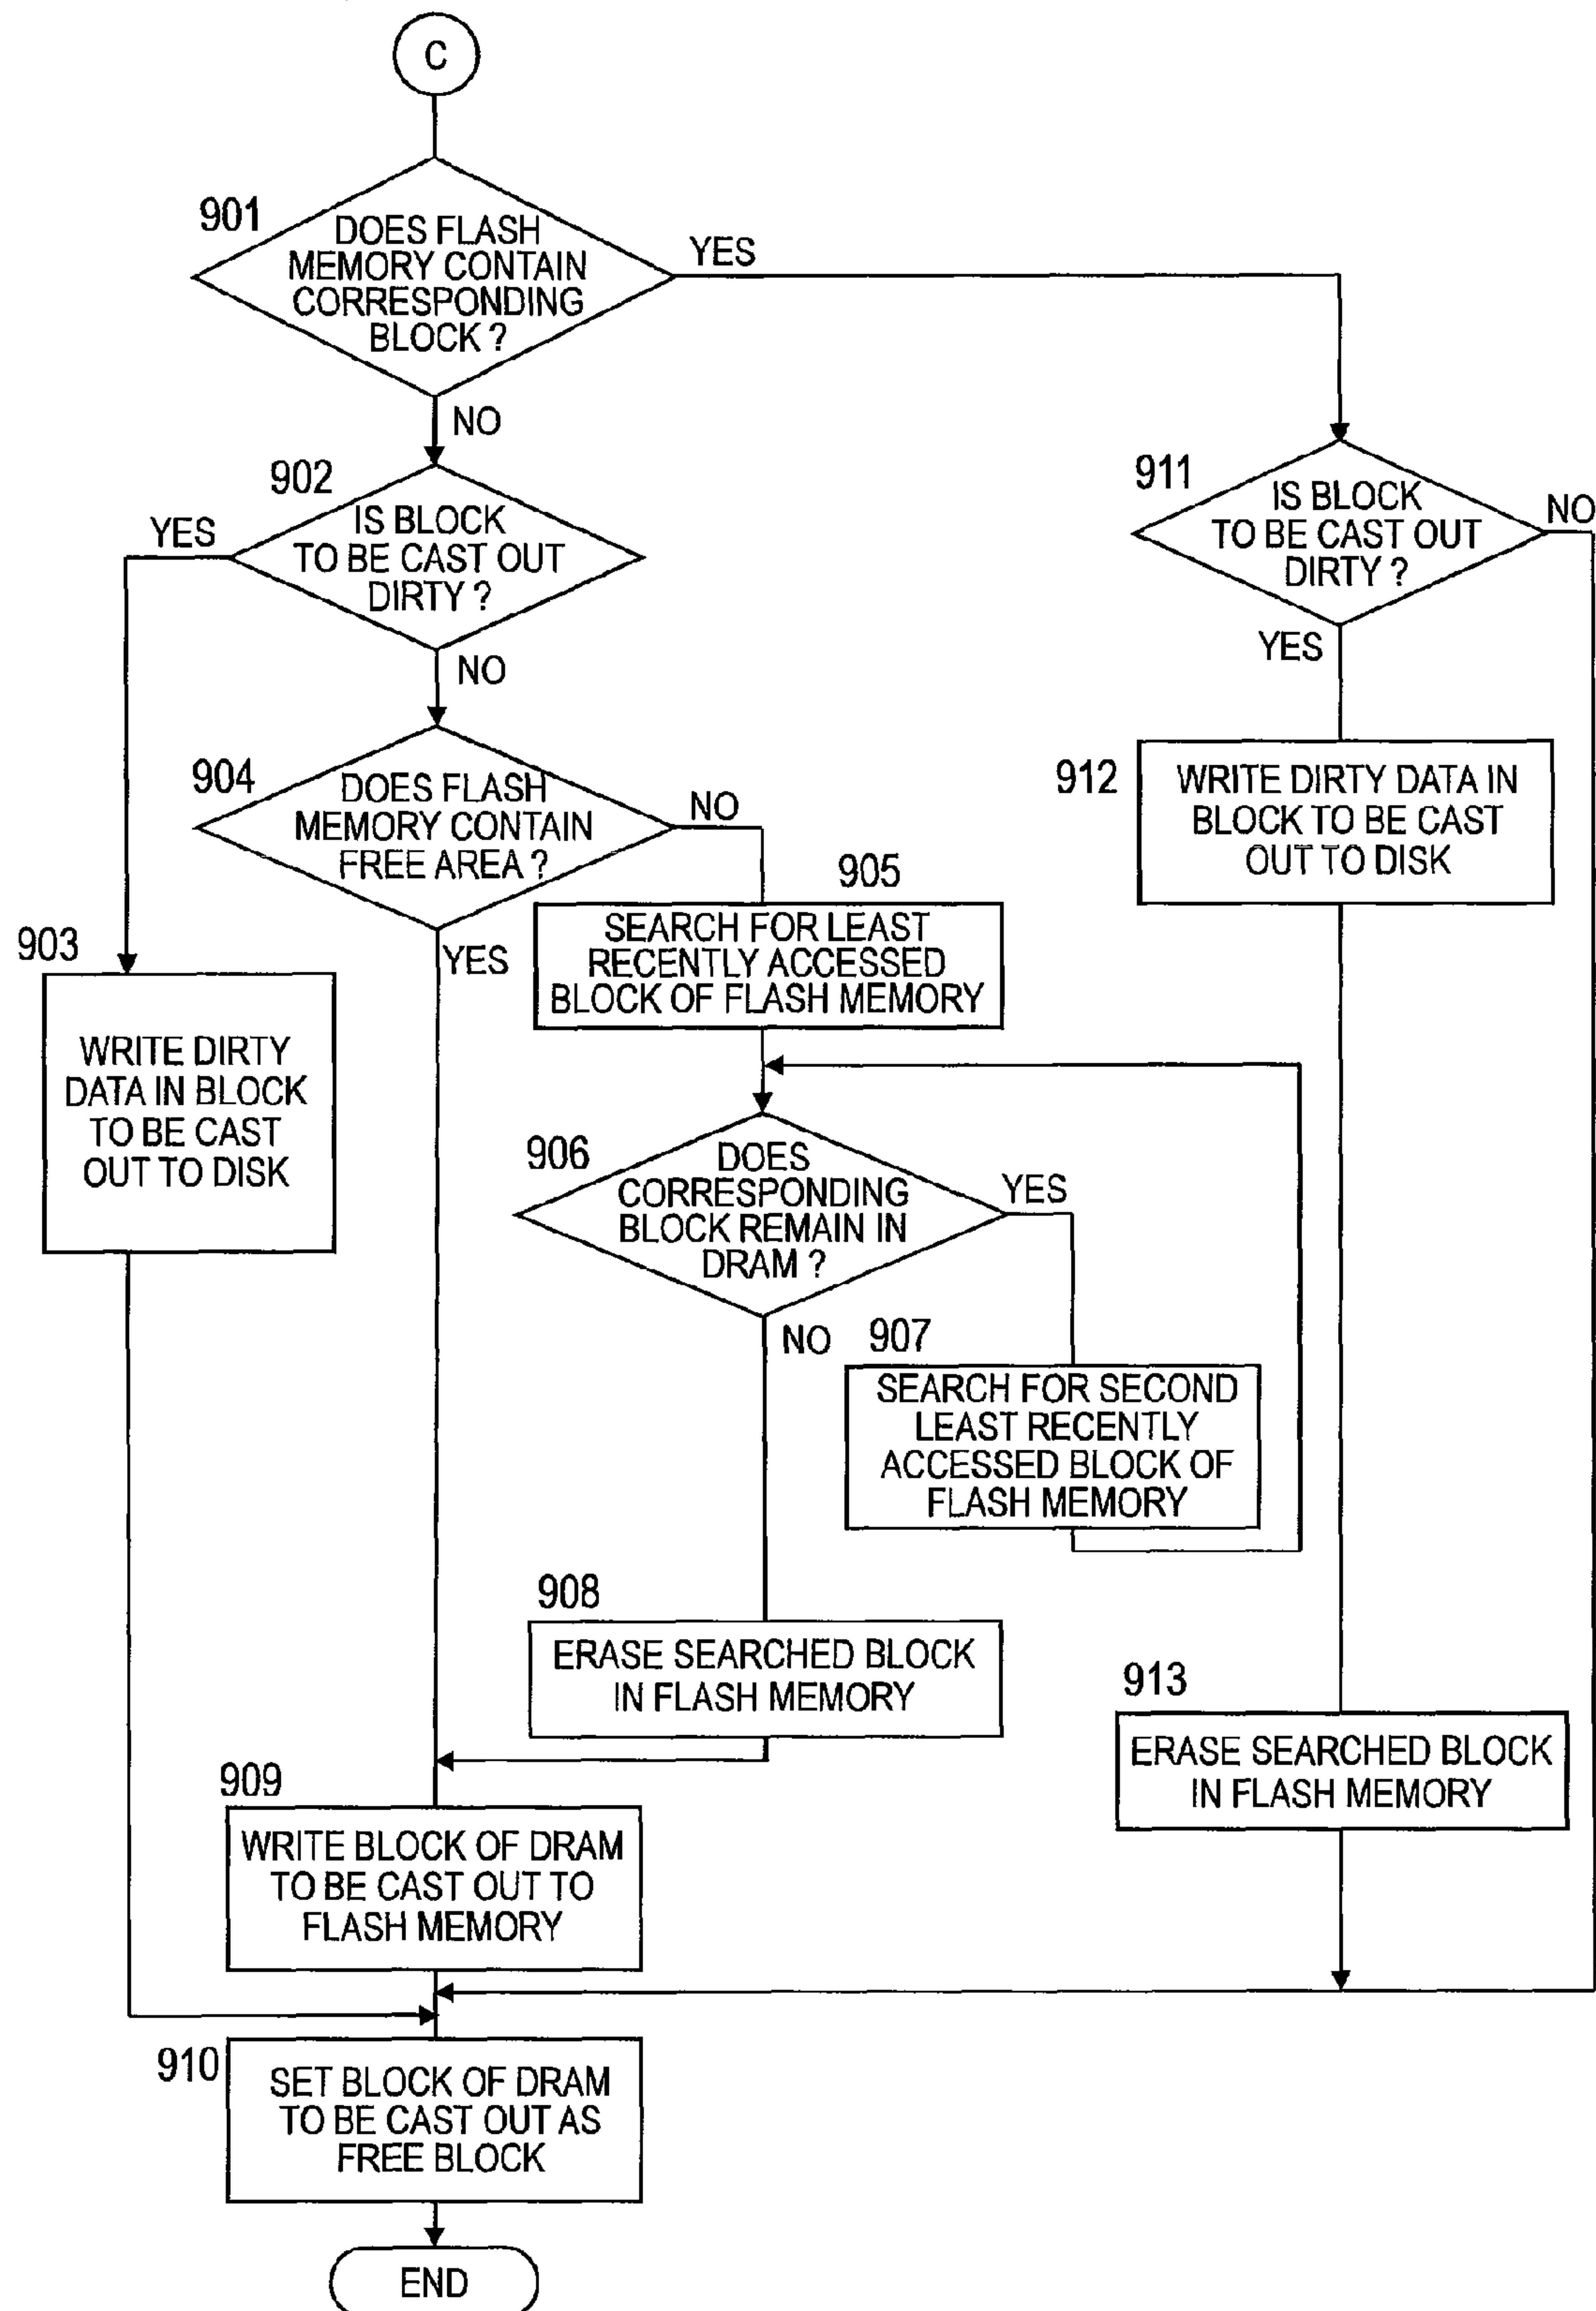 C
901
DOES FLASH
MEMORY CONTAIN
CORRESPONDING
BLOCK ?
YES
NO
902
IS BLOCK
TO BE CAST OUT
DIRTY ?
YES
NO
911
IS BLOCK
TO BE CAST OUT
DIRTY ?
NO
YES
904
DOES FLASH
MEMORY CONTAIN
FREE AREA ?
NO
YES
912
WRITE DIRTY DATA IN
BLOCK TO BE CAST
OUT TO DISK
905
SEARCH FOR LEAST
RECENTLY ACCESSED
BLOCK OF FLASH MEMORY
903
WRITE DIRTY
DATA IN BLOCK
TO BE CAST
OUT TO DISK
906
DOES
CORRESPONDING
BLOCK REMAIN IN
DRAM ?
YES
NO
907
SEARCH FOR SECOND
LEAST RECENTLY
ACCESSED BLOCK OF
FLASH MEMORY
908
ERASE SEARCHED BLOCK
IN FLASH MEMORY
913
ERASE SEARCHED BLOCK
IN FLASH MEMORY
909
WRITE BLOCK OF DRAM
TO BE CAST OUT TO
FLASH MEMORY
910
SET BLOCK OF DRAM
TO BE CAST OUT AS
FREE BLOCK
END